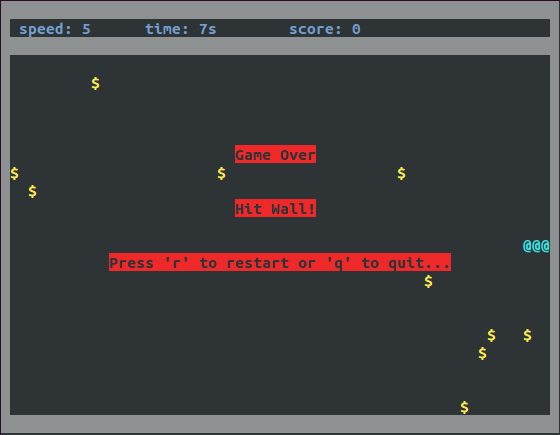 speed: 5 time: 7s score: 0
$
Game Over
$ $ $
$
Hit Wall!
@@@
Press 'r' to restart or 'q' to quit...
$
$ $
$
$